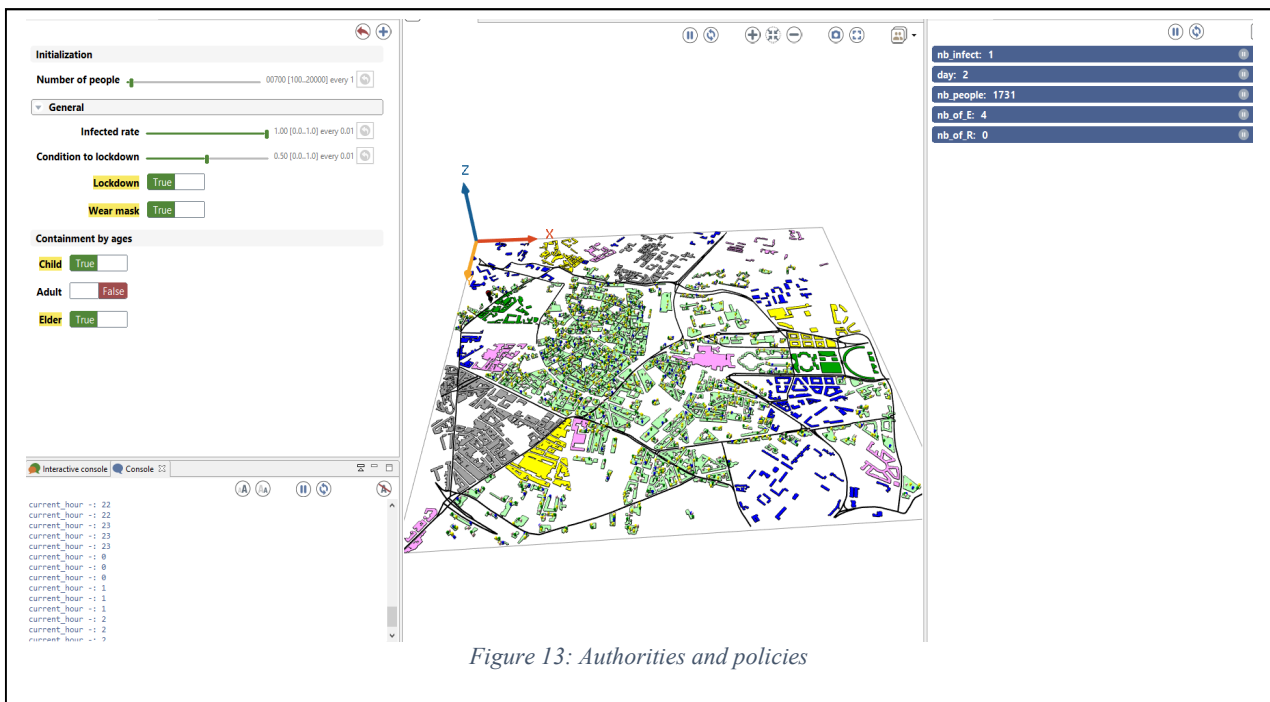 Initialization
Number of people 00700 [100..20000] every 1
General
Infected rate 1.00 [0.0..1.0] every 0.01
Condition to lockdown 0.50 [0.0..1.0] every 0.01
Lockdown True
Wear mask True
Containment by ages
Child True
Adult False
Elder True
Interactive console Console
current_hour -: 22
current_hour -: 22
current_hour -: 23
current_hour -: 23
current_hour -: 23
current_hour -: 0
current_hour -: 0
current_hour -: 0
current_hour -: 1
current_hour -: 1
current_hour -: 1
current_hour -: 2
current_hour -: 2
current_hour -: 2
Z
X
nb_infect: 1
day: 2
nb_people: 1731
nb_of_E: 4
nb_of_R: 0
Figure 13: Authorities and policies